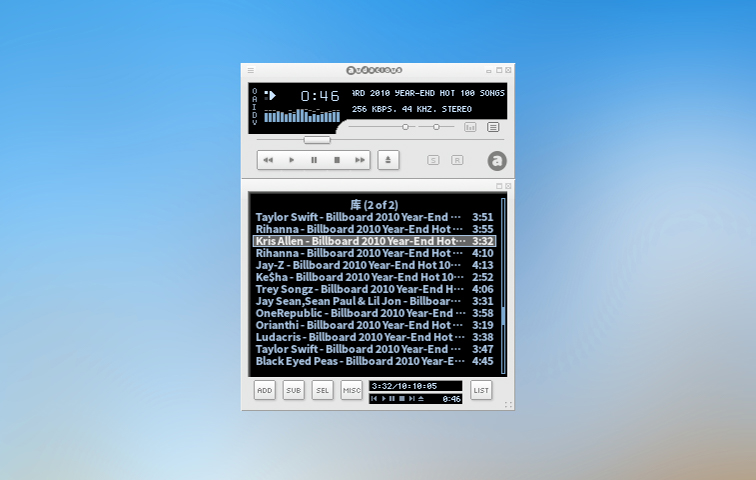 audacious
OAIDV
0:46
RD 2010 YEAR-END HOT 100 SONGS
256 KBPS, 44 KHZ, STEREO
S R
a
库 (2 of 2)
Taylor Swift - Billboard 2010 Year-End ··· 3:51
Rihanna - Billboard 2010 Year-End Hot ··· 3:55
Kris Allen - Billboard 2010 Year-End Hot··· 3:32
Rihanna - Billboard 2010 Year-End Hot ··· 4:10
Jay-Z - Billboard 2010 Year-End Hot 10··· 4:13
Ke$ha - Billboard 2010 Year-End Hot 10··· 2:52
Trey Songz - Billboard 2010 Year-End H··· 4:06
Jay Sean,Sean Paul & Lil Jon - Billboar··· 3:31
OneRepublic - Billboard 2010 Year-End ··· 3:58
Orianthi - Billboard 2010 Year-End Hot ··· 3:19
Ludacris - Billboard 2010 Year-End Hot ··· 3:38
Taylor Swift - Billboard 2010 Year-End ··· 3:47
Black Eyed Peas - Billboard 2010 Year-E··· 4:45
ADD SUB SEL MISC 3:32/10:10:05 LIST
0:46